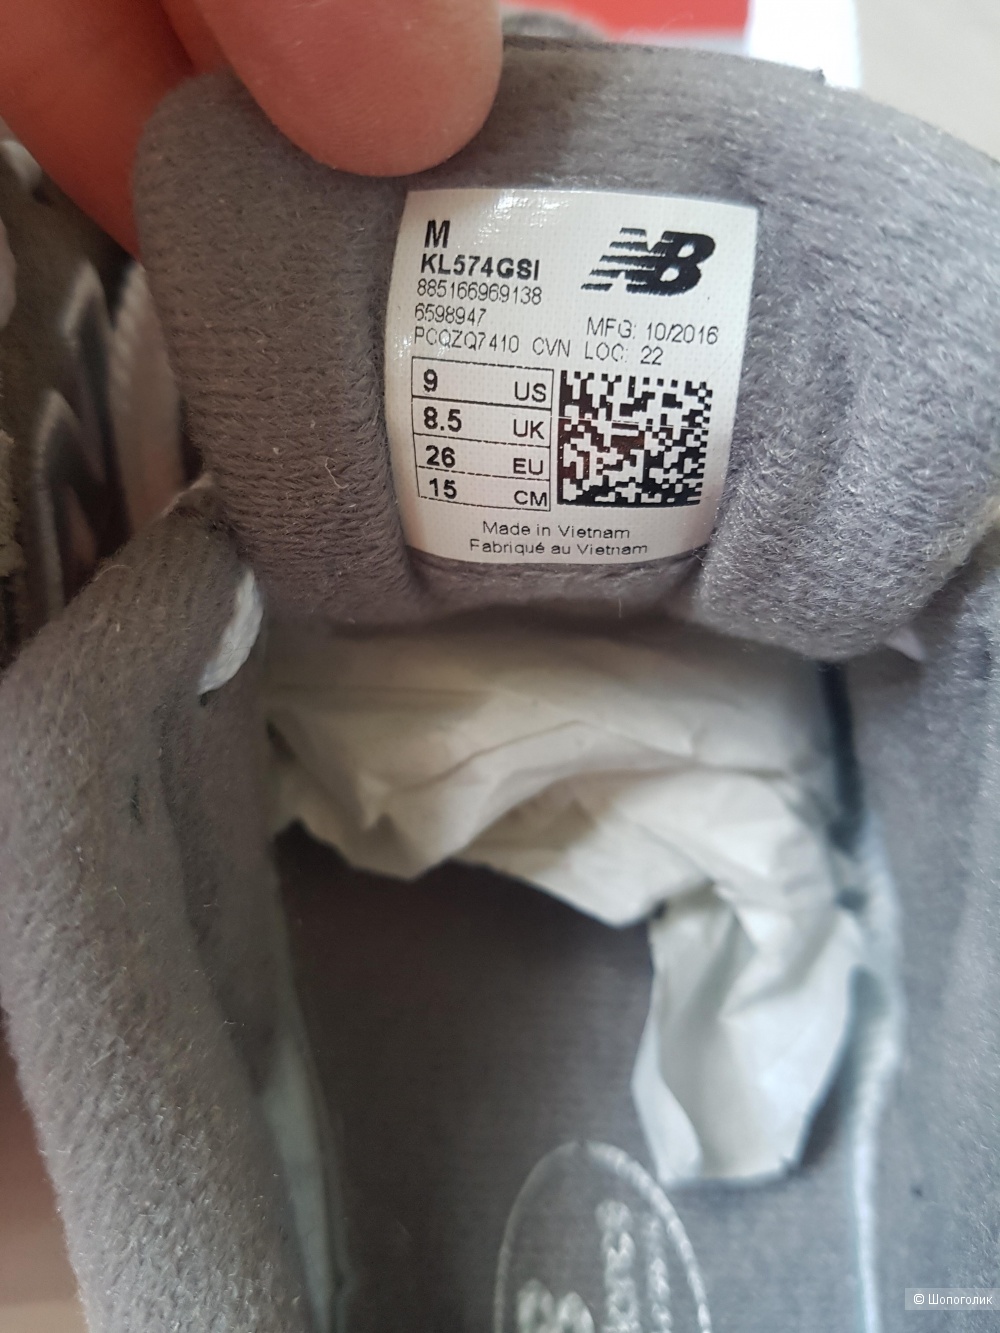 M
KL574GSI
885166969138
6598947
PCQZQ7410 CVN
NB
MFG: 10/2016
LOC: 22
9 US
8.5 UK
26 EU
15 CM
Made in Vietnam
Fabriqué au Vietnam
© Шопоголик